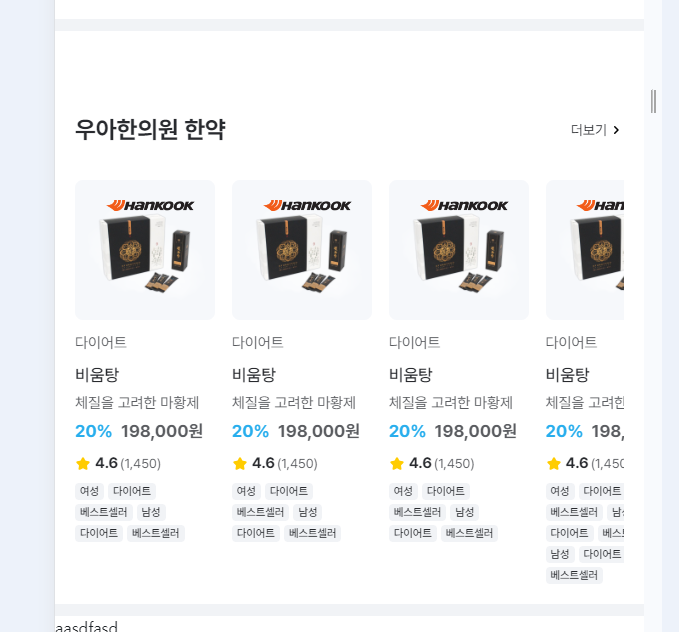 우아한의원 한약
더보기
HANKOOK HANKOOK HANKOOK HAN
다이어트 다이어트 다이어트 다이어트
비움탕 비움탕 비움탕 비움탕
체질을 고려한 마황제 체질을 고려한 마황제 체질을 고려한 마황제 체질을 고려한
20% 198,000원 20% 198,000원 20% 198,000원 20% 198,
4.6 (1,450) 4.6 (1,450) 4.6 (1,450) 4.6 (1,450
여성 다이어트 여성 다이어트 여성 다이어트 여성 다이어트
베스트셀러 남성 베스트셀러 남성 베스트셀러 남성 베스트셀러
다이어트 베스트셀러 다이어트 베스트셀러 다이어트 베스트셀러 다이어트
남성 다이어트
베스트셀러
aasdfasd